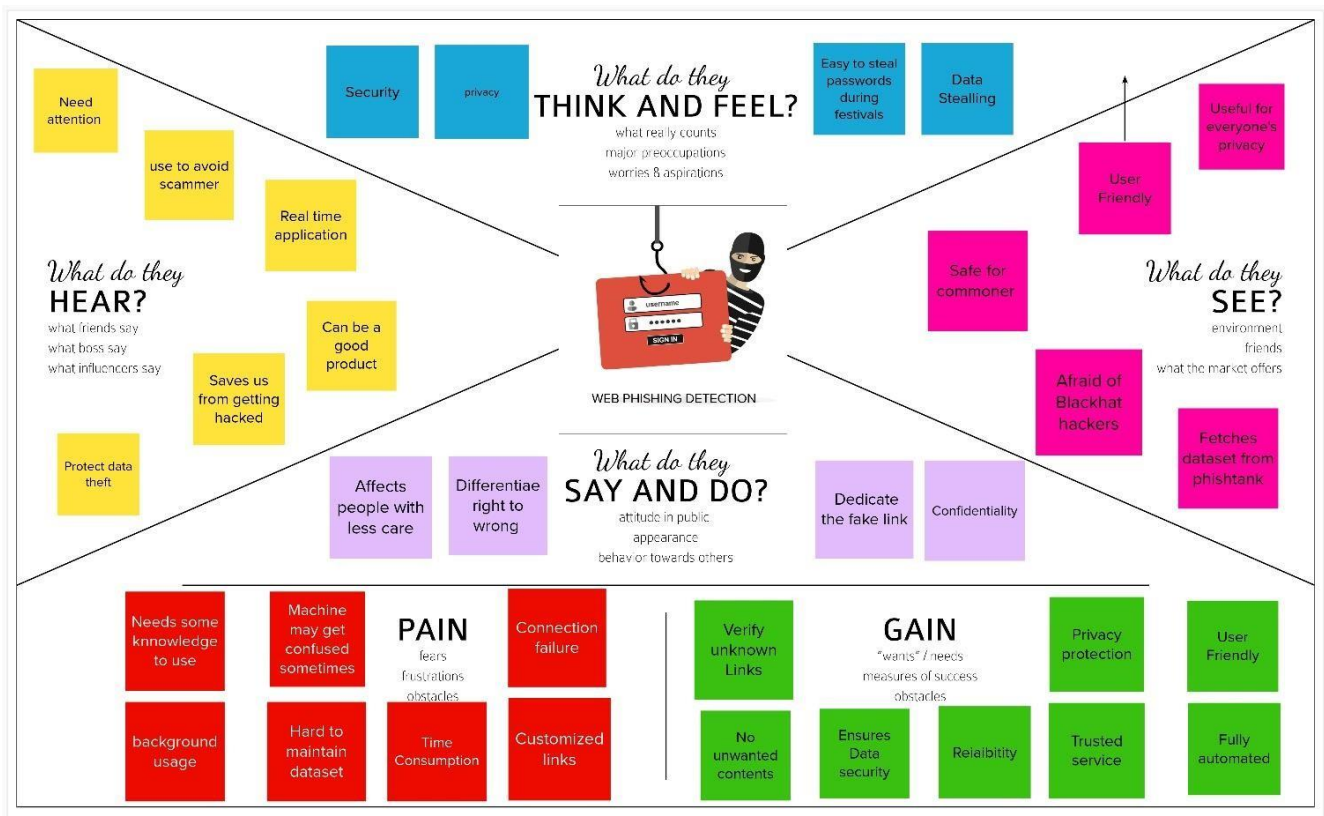 What do they
THINK AND FEEL?
what really counts
major preoccupations
worries & aspirations
Security
privacy
Easy to steal
passwords
during
festivals
Data
Stealling
Need
attention
use to avoid
scammer
Real time
application
What do they
HEAR?
what friends say
what boss say
what influencers say
Can be a
good
product
Saves us
from getting
hacked
Protect data
theft
username
SIGN IN
WEB PHISHING DETECTION
Useful for
everyone's
privacy
User
Friendly
Safe for
commoner
What do they
SEE?
environment
friends
what the market offers
Afraid of
Blackhat
hackers
Fetches
dataset from
phishtank
What do they
SAY AND DO?
attitude in public
appearance
behavior towards others
Affects
people with
less care
Differentiae
right to
wrong
Dedicate
the fake link
Confidentiality
PAIN
fears
frustrations
obstacles
Needs some
knnowledge
to use
Machine
may get
confused
sometimes
Connection
failure
background
usage
Hard to
maintain
dataset
Time
Consumption
Customized
links
GAIN
"wants" / needs
measures of success
obstacles
Verify
unknown
Links
Privacy
protection
User
Friendly
No
unwanted
contents
Ensures
Data
security
Reiaibitity
Trusted
service
Fully
automated